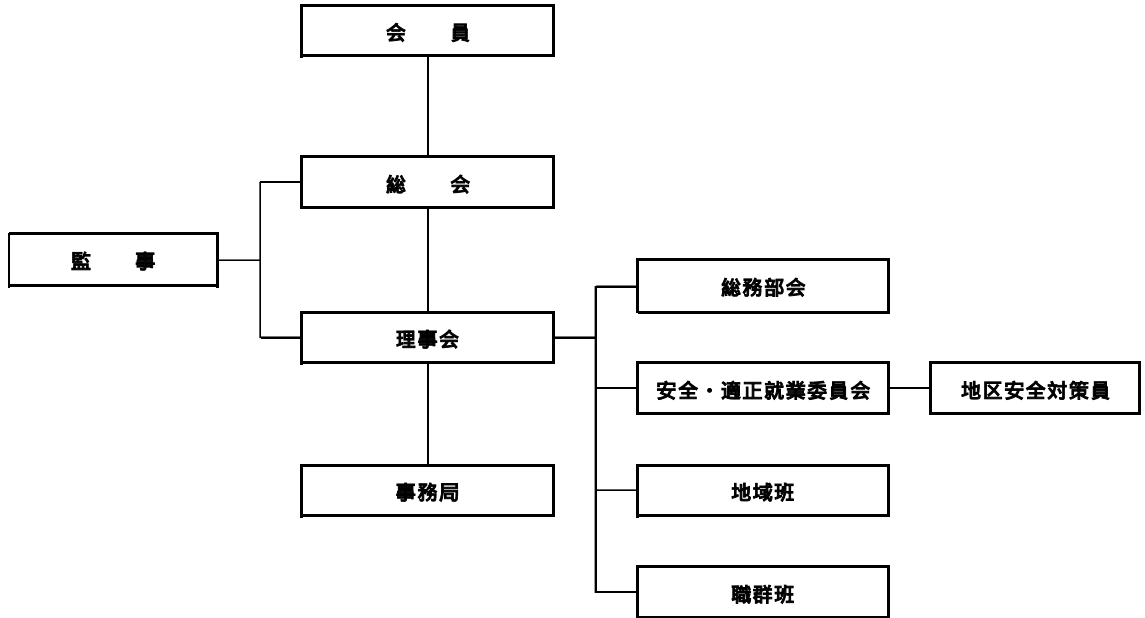 会　　員
総　　会
監　　事
理事会
総務部会
安全・適正就業委員会
地区安全対策員
事務局
地域班
職群班